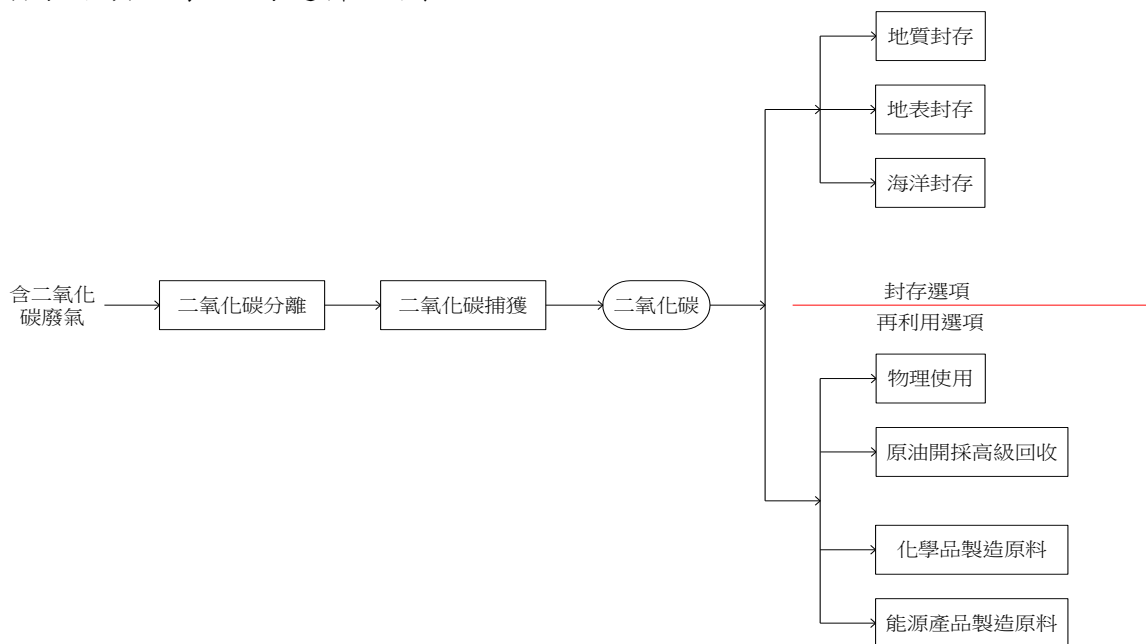 地質封存
地表封存
海洋封存
含二氧化
碳廢氣
二氧化碳分離
二氧化碳捕獲
二氧化碳
封存選項
再利用選項
物理使用
原油開採高級回收
化學品製造原料
能源產品製造原料